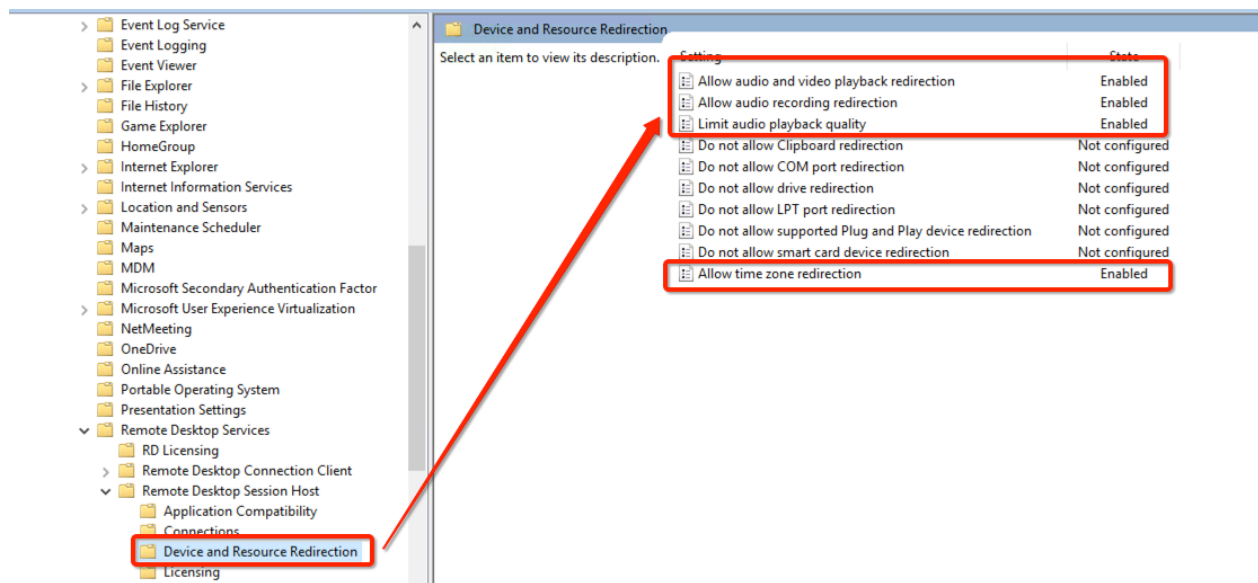 Event Log Service
Event Logging
Event Viewer
File Explorer
File History
Game Explorer
HomeGroup
Internet Explorer
Internet Information Services
Location and Sensors
Maintenance Scheduler
Maps
MDM
Microsoft Secondary Authentication Factor
Microsoft User Experience Virtualization
NetMeeting
OneDrive
Online Assistance
Portable Operating System
Presentation Settings
Remote Desktop Services
RD Licensing
Remote Desktop Connection Client
Remote Desktop Session Host
Application Compatibility
Connections
Device and Resource Redirection
Licensing
Device and Resource Redirection
Select an item to view its description.
Setting State
Allow audio and video playback redirection Enabled
Allow audio recording redirection Enabled
Limit audio playback quality Enabled
Do not allow Clipboard redirection Not configured
Do not allow COM port redirection Not configured
Do not allow drive redirection Not configured
Do not allow LPT port redirection Not configured
Do not allow supported Plug and Play device redirection Not configured
Do not allow smart card device redirection Not configured
Allow time zone redirection Enabled